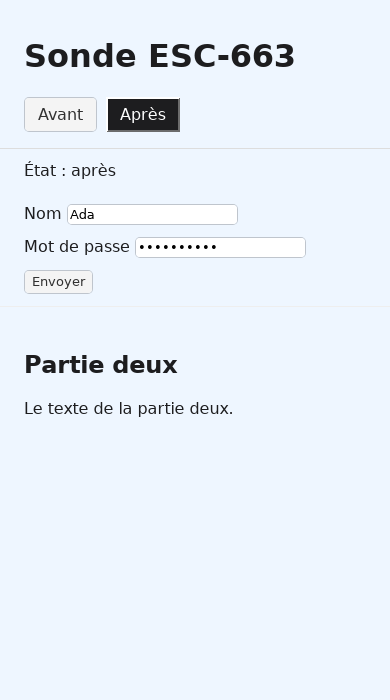 Sonde ESC-663
Avant Après
État : après
Nom Ada
Mot de passe ••••••••••
Envoyer
Partie deux
Le texte de la partie deux.